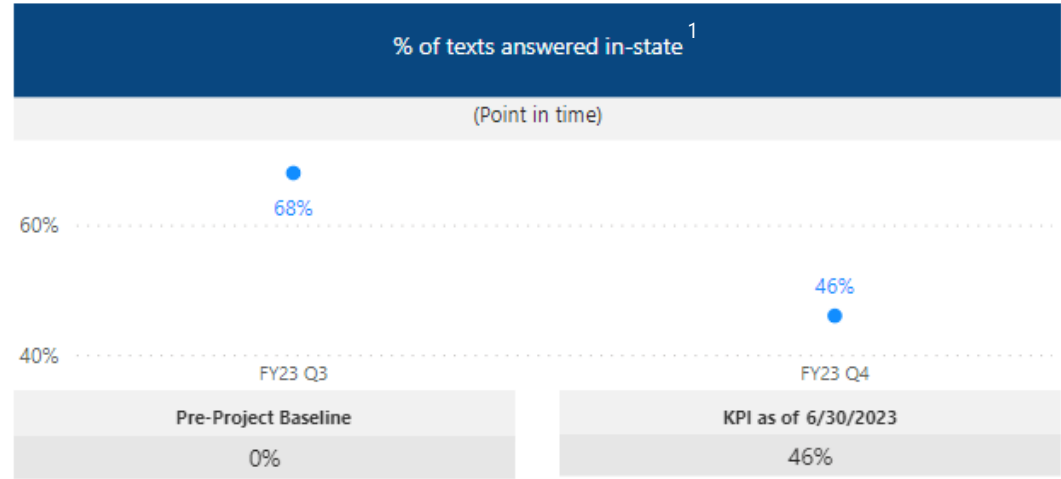 % of texts answered in-state 1
(Point in time)
68%
60%
46%
40%
FY23 Q3 FY23 Q4
Pre-Project Baseline KPI as of 6/30/2023
0% 46%